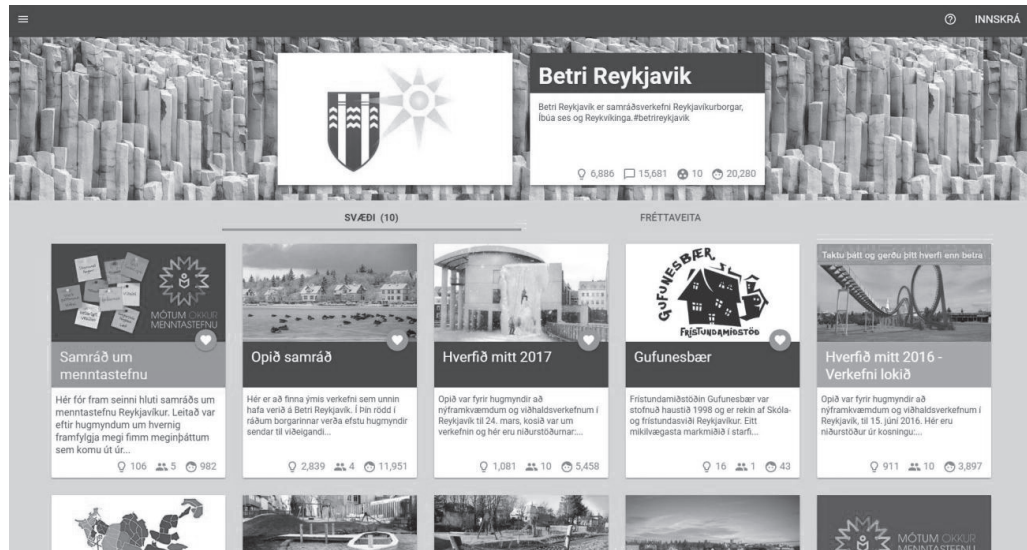 INNSKRÁ
Betri Reykjavik
Betri Reykjavík er samráðsverkefni Reykjavíkurborgar,
Íbúa ses og Reykvíkinga.#betrireykjavik
6,886 15,681 10 20,280
SVÆÐI (10) FRÉTTAVEITA
MÓTUM OKKUR
MENNTASTEFNU
Samráð um
menntastefnu
Hér fór fram seinni hluti samráðs um
menntastefnu Reykjavíkur. Leitað var
eftir hugmyndum um hvernig
framfylgja megi fimm meginþáttum
sem komu út úr...
106 5 982
Opið samráð
Hér er að finna ýmis verkefni sem unnin
hafa verið á Betri Reykjavík. Í Þín rödd í
ráðum borgarinnar verða efstu hugmyndir
sendar til viðeigandi...
2,839 4 11,951
Hverfið mitt 2017
Opið var fyrir hugmyndir að
nýframkvæmdum og viðhaldsverkefnum í
Reykjavík til 24. mars, kosið var um
verkefnin og hér eru niðurstöðurnar:...
1,081 10 5,458
GUFUNESBÆR
FRÍSTUNDAMIÐSTÖÐ
Gufunesbær
Frístundamiðstöðin Gufunesbær var
stofnuð haustið 1998 og er rekin af Skóla-
og frístundasviði Reykjavíkur. Eitt
mikilvægasta markmiðið í starfi...
16 1 43
Taktu þátt og gerðu þitt hverfi enn betra
Hverfið mitt 2016 -
Verkefni lokið
Opið var fyrir hugmyndir að
nýframkvæmdum og viðhaldsverkefnum í
Reykjavík, til 15. júní 2016. Hér eru
niðurstöður úr kosningu:...
911 10 3,897
MÓTUM OKKUR
MENNTASTEFNU